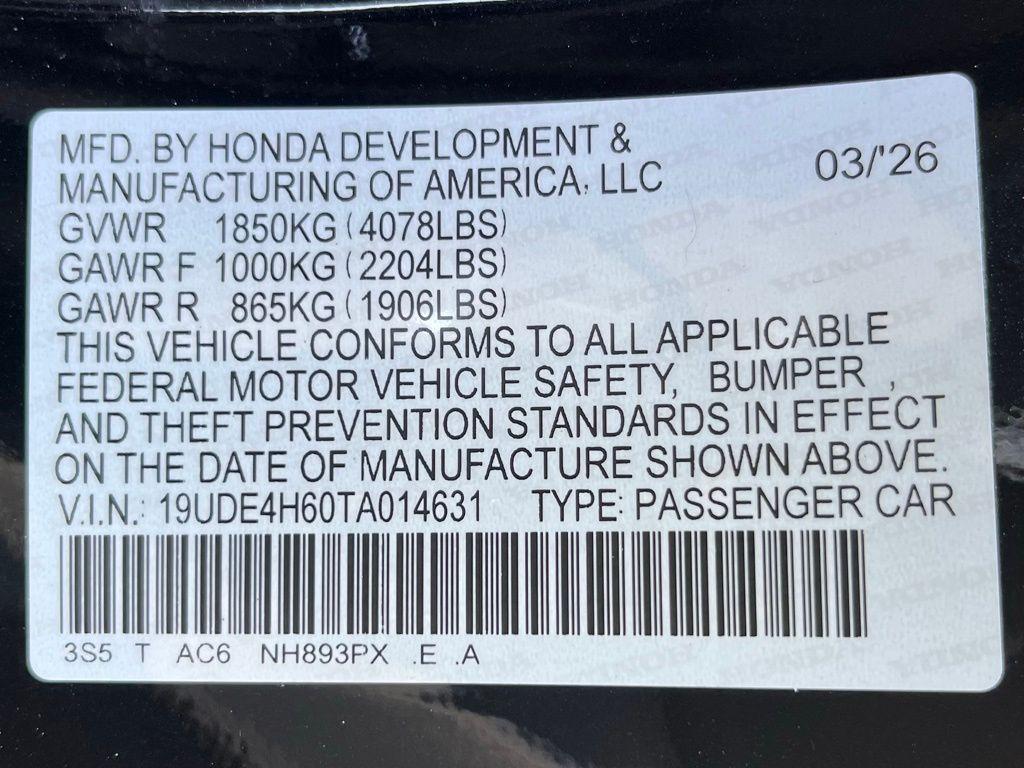 MFD. BY HONDA DEVELOPMENT &
MANUFACTURING OF AMERICA, LLC
03/'26
GVWR 1850KG (4078LBS)
GAWR F 1000KG (2204LBS)
GAWR R 865KG (1906LBS)
THIS VEHICLE CONFORMS TO ALL APPLICABLE
FEDERAL MOTOR VEHICLE SAFETY, BUMPER ,
AND THEFT PREVENTION STANDARDS IN EFFECT
ON THE DATE OF MANUFACTURE SHOWN ABOVE.
V.I.N.: 19UDE4H60TA014631 TYPE: PASSENGER CAR
3S5 T AC6 NH893PX .E .A